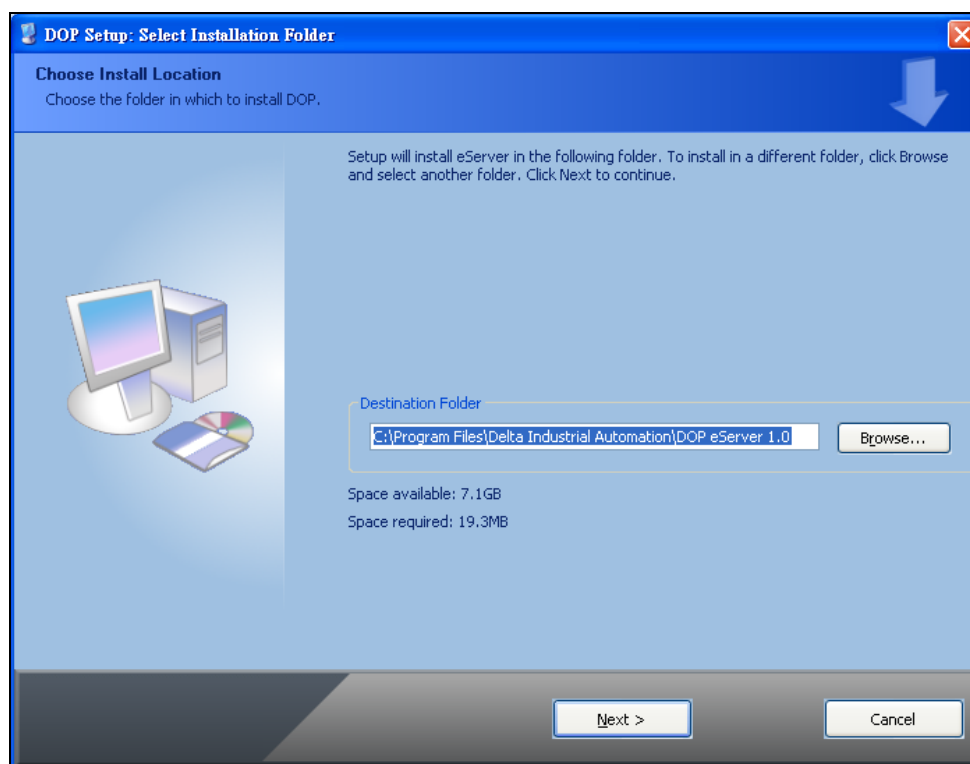 DOP Setup: Select Installation Folder
Choose Install Location
Choose the folder in which to install DOP.
Setup will install eServer in the following folder. To install in a different folder, click Browse
and select another folder. Click Next to continue.
Destination Folder
C:\Program Files\Delta Industrial Automation\DOP eServer 1.0
Browse...
Space available: 7.1GB
Space required: 19.3MB
Next >
Cancel